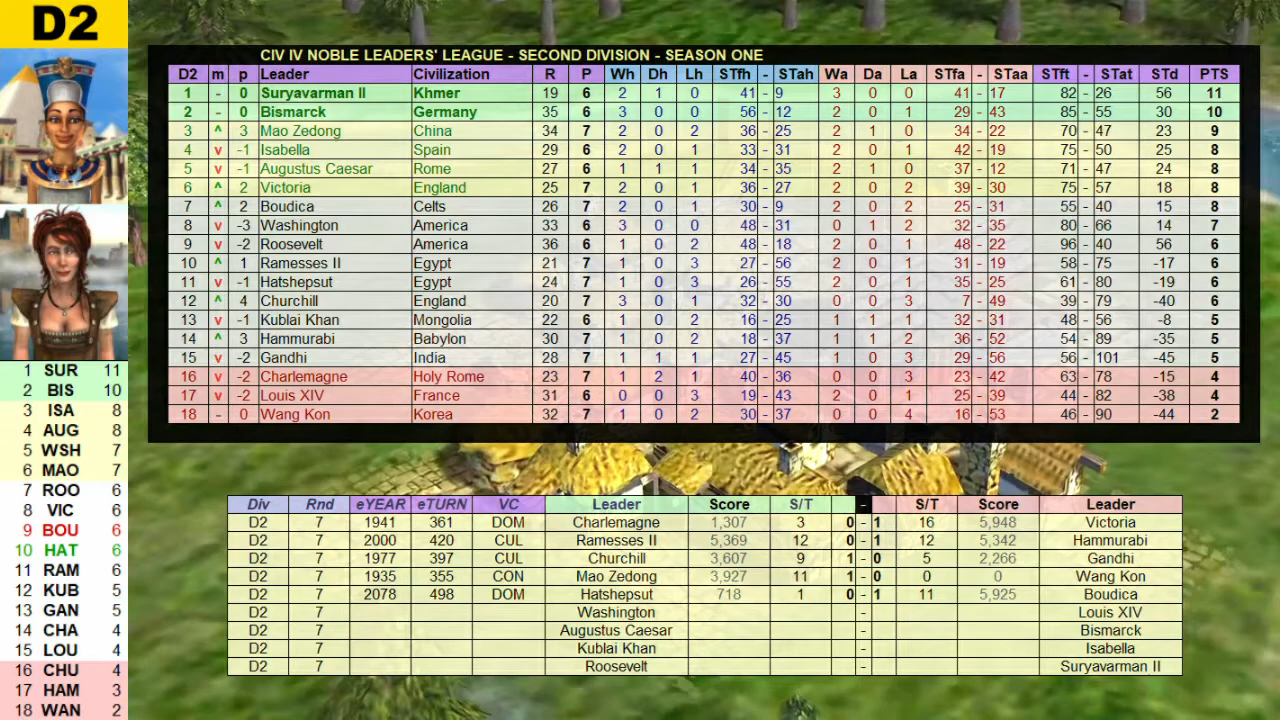 D2
CIV IV NOBLE LEADERS' LEAGUE - SECOND DIVISION - SEASON ONE
D2 m p Leader Civilization R P Wh Dh Lh STfh - STah Wa Da La STfa - STaa STft - STat STd PTS
1 - 0 Suryavarman II Khmer 19 6 2 1 0 41 - 9 3 0 0 41 - 17 82 - 26 56 11
2 - 0 Bismarck Germany 35 6 3 0 0 56 - 12 2 0 1 29 - 43 85 - 55 30 10
3 ^ 3 Mao Zedong China 34 7 2 0 2 36 - 25 2 1 0 34 - 22 70 - 47 23 9
4 v -1 Isabella Spain 29 6 2 0 1 33 - 31 2 0 1 42 - 19 75 - 50 25 8
5 v -1 Augustus Caesar Rome 27 6 1 1 1 34 - 35 2 1 0 37 - 12 71 - 47 24 8
6 ^ 2 Victoria England 25 7 2 0 1 36 - 27 2 0 2 39 - 30 75 - 57 18 8
7 ^ 2 Boudica Celts 26 7 2 0 1 30 - 9 2 0 2 25 - 31 55 - 40 15 8
8 v -3 Washington America 33 6 3 0 0 48 - 31 0 1 2 32 - 35 80 - 66 14 7
9 v -2 Roosevelt America 36 6 1 0 2 48 - 18 2 0 1 48 - 22 96 - 40 56 6
10 ^ 1 Ramesses II Egypt 21 7 1 0 3 27 - 56 2 0 1 31 - 19 58 - 75 -17 6
11 v -1 Hatshepsut Egypt 24 7 1 0 3 26 - 55 2 0 1 35 - 25 61 - 80 -19 6
12 ^ 4 Churchill England 20 7 3 0 1 32 - 30 0 0 3 7 - 49 39 - 79 -40 6
13 v -1 Kublai Khan Mongolia 22 6 1 0 2 16 - 25 1 1 1 32 - 31 48 - 56 -8 5
14 ^ 3 Hammurabi Babylon 30 7 1 0 2 18 - 37 1 1 2 36 - 52 54 - 89 -35 5
15 v -2 Gandhi India 28 7 1 1 1 27 - 45 1 0 3 29 - 56 56 - 101 -45 5
16 v -2 Charlemagne Holy Rome 23 7 1 2 1 40 - 36 0 0 3 23 - 42 63 - 78 -15 4
17 v -2 Louis XIV France 31 6 0 0 3 19 - 43 2 0 1 25 - 39 44 - 82 -38 4
18 - 0 Wang Kon Korea 32 7 1 0 2 30 - 37 0 0 4 16 - 53 46 - 90 -44 2
1 SUR 11
2 BIS 10
3 ISA 8
4 AUG 8
5 WSH 7
6 MAO 7
7 ROO 6
8 VIC 6
9 BOU 6
10 HAT 6
11 RAM 6
12 KUB 5
13 GAN 5
14 CHA 4
15 LOU 4
16 CHU 4
17 HAM 3
18 WAN 2
Div Rnd eYEAR eTURN VC Leader Score S/T - S/T Score Leader
D2 7 1941 361 DOM Charlemagne 1,307 3 0 - 1 16 5,948 Victoria
D2 7 2000 420 CUL Ramesses II 5,369 12 0 - 1 12 5,342 Hammurabi
D2 7 1977 397 CUL Churchill 3,607 9 1 - 0 5 2,266 Gandhi
D2 7 1935 355 CON Mao Zedong 3,927 11 1 - 0 0 0 Wang Kon
D2 7 2078 498 DOM Hatshepsut 718 1 0 - 1 11 5,925 Boudica
D2 7 Washington - Louis XIV
D2 7 Augustus Caesar - Bismarck
D2 7 Kublai Khan - Isabella
D2 7 Roosevelt - Suryavarman II